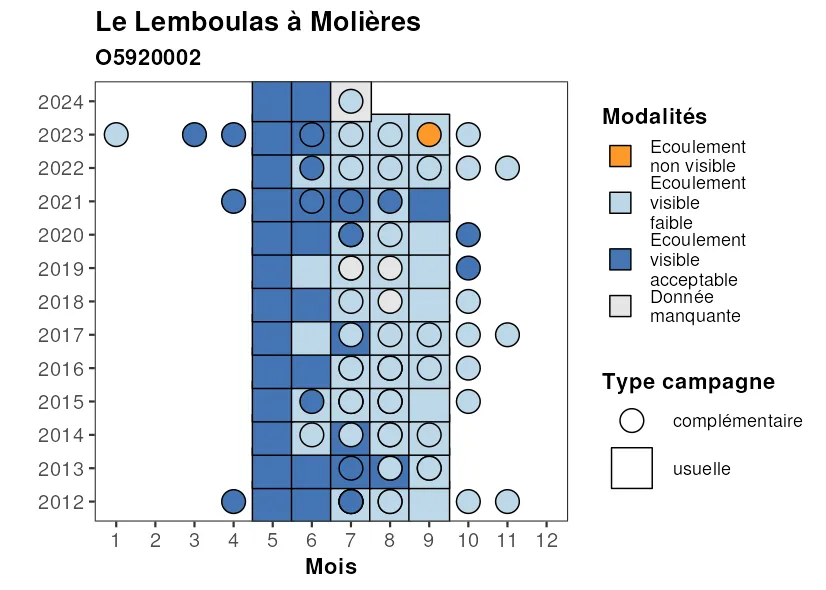 Le Lemboulas à Molières
O5920002
2024
2023
2022
2021
2020
2019
2018
2017
2016
2015
2014
2013
2012
1 2 3 4 5 6 7 8 9 10 11 12
Mois
Modalités
Ecoulement
non visible
Ecoulement
visible
faible
Ecoulement
visible
acceptable
Donnée
manquante
Type campagne
complémentaire
usuelle